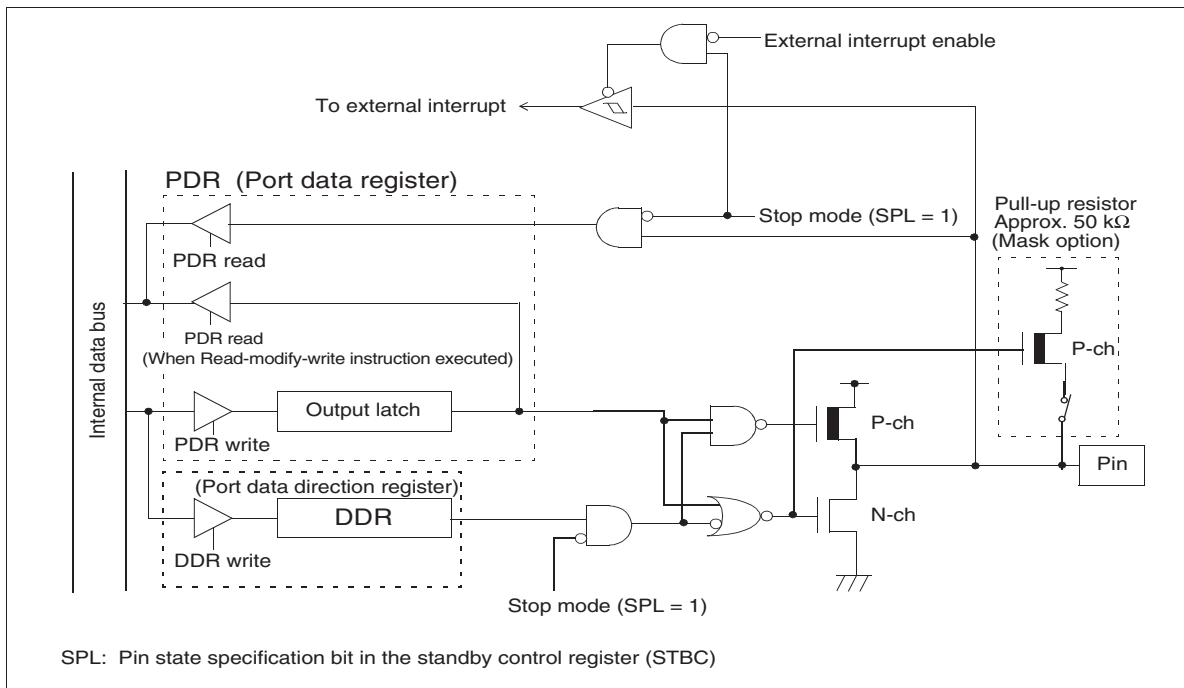 External interrupt enable
To external interrupt
PDR (Port data register)
Stop mode (SPL = 1)
Pull-up resistor
Approx. 50 kΩ
(Mask option)
PDR read
P-ch
PDR read
(When Read-modify-write instruction executed)
Internal data bus
Output latch
P-ch
PDR write
Pin
(Port data direction register)
DDR
N-ch
DDR write
Stop mode (SPL = 1)
SPL: Pin state specification bit in the standby control register (STBC)